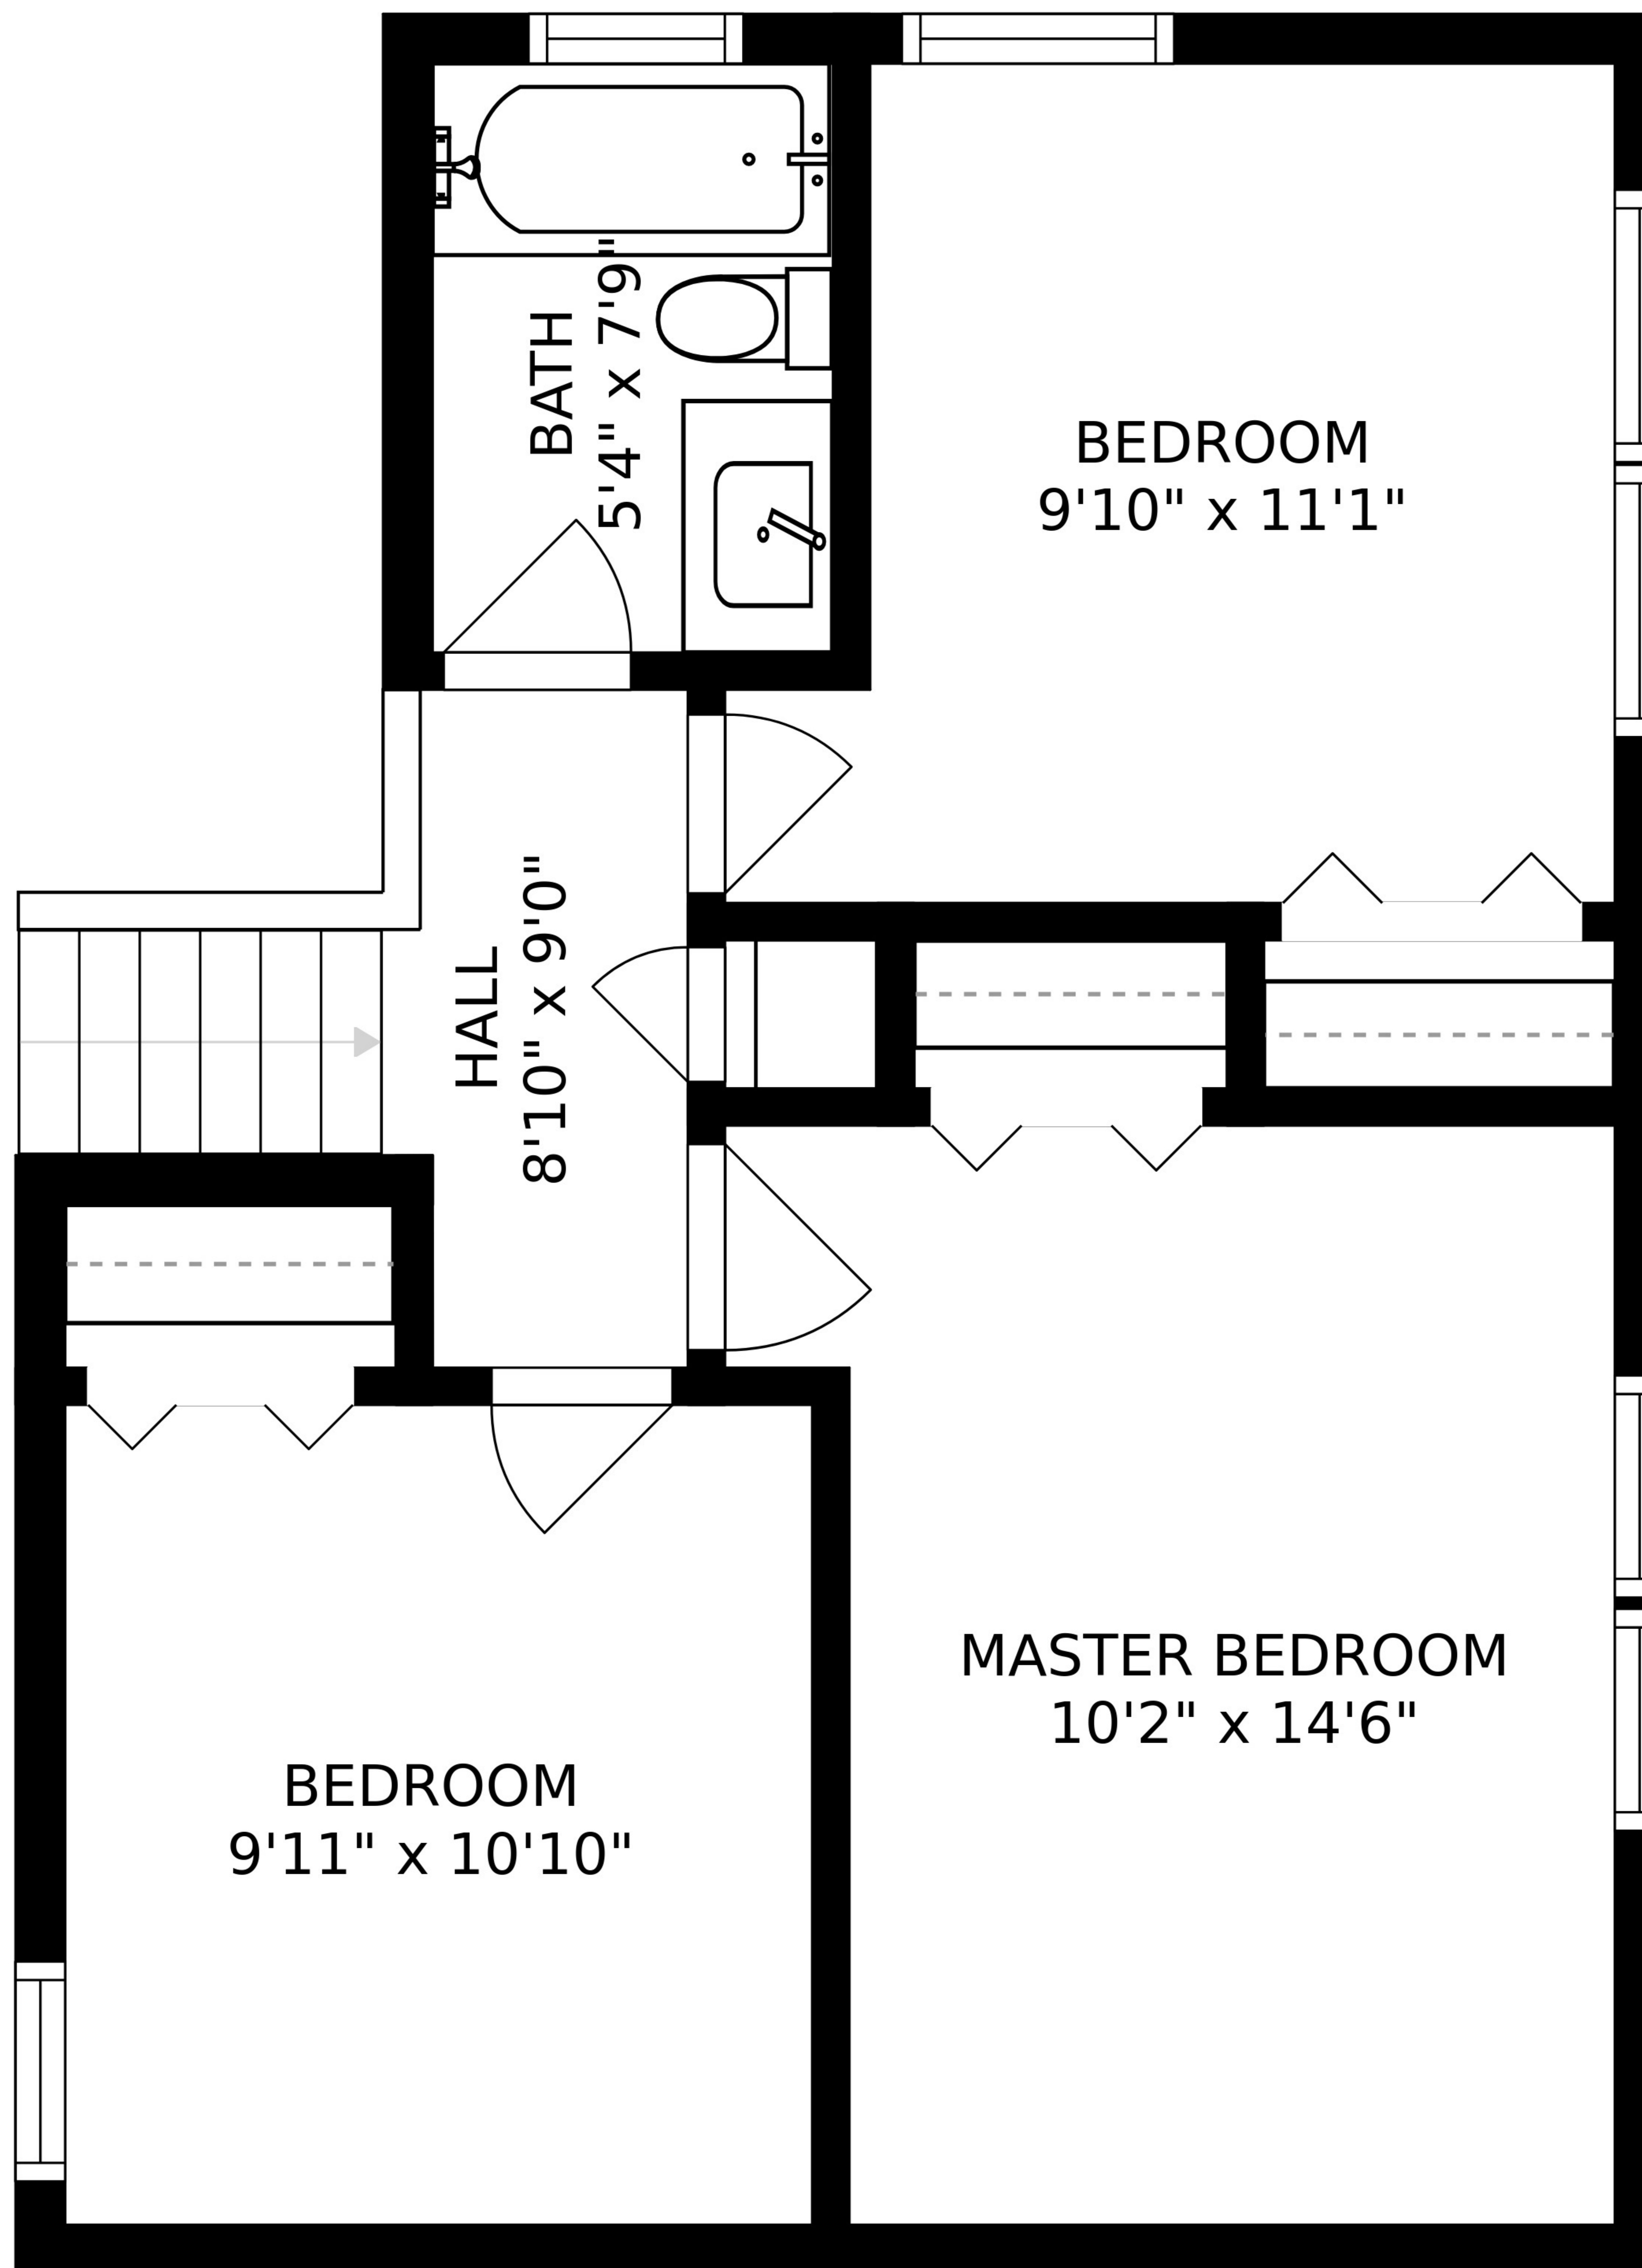 BATH
5'4" x 7'9"
BEDROOM
9'10" x 11'1"
HALL
8'10" x 9'0"
MASTER BEDROOM
10'2" x 14'6"
BEDROOM
9'11" x 10'10"